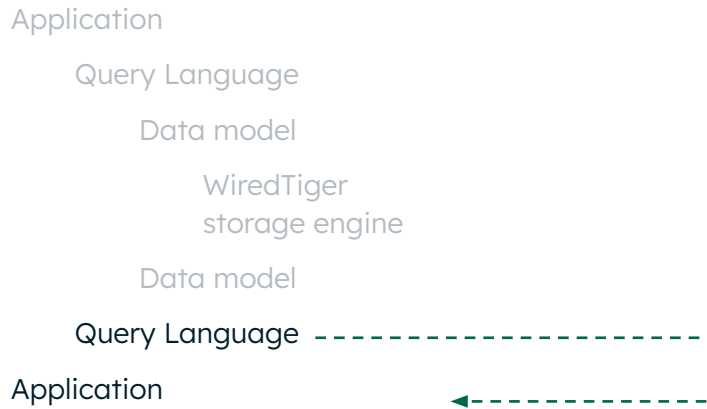 Application
Query Language
Data model
WiredTiger
storage engine
Data model
Query Language
Application